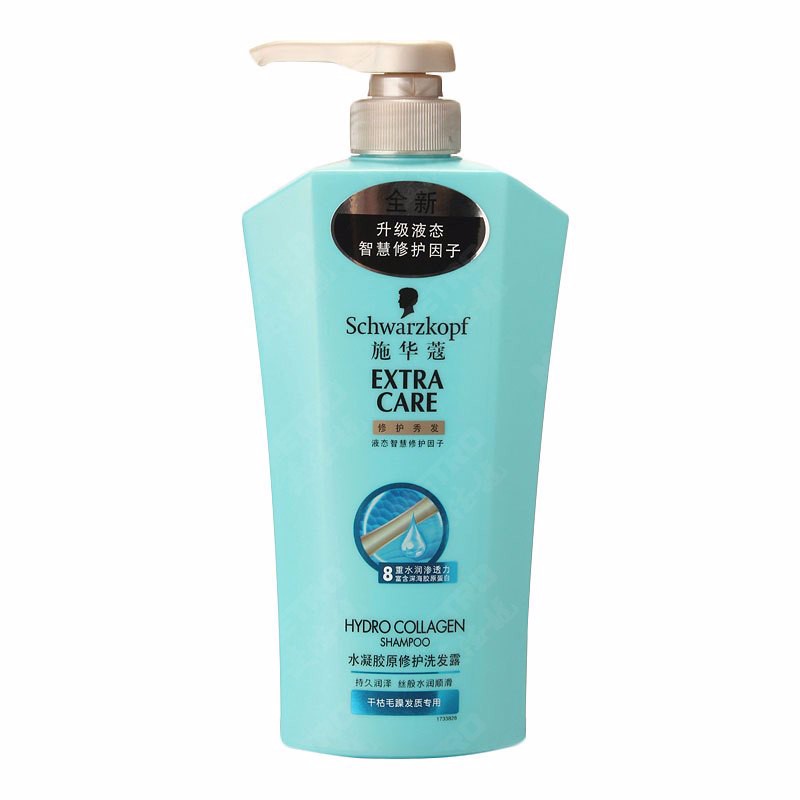 全新
升级液态
智慧修护因子
Schwarzkopf
施华蔻
EXTRA
CARE
修护秀发
液态智慧修护因子
8 重水润渗透力
富含深海胶原蛋白
HYDRO COLLAGEN
SHAMPOO
水凝胶原修护洗发露
持久润泽 丝般水润顺滑
干枯毛躁发质专用
1733828